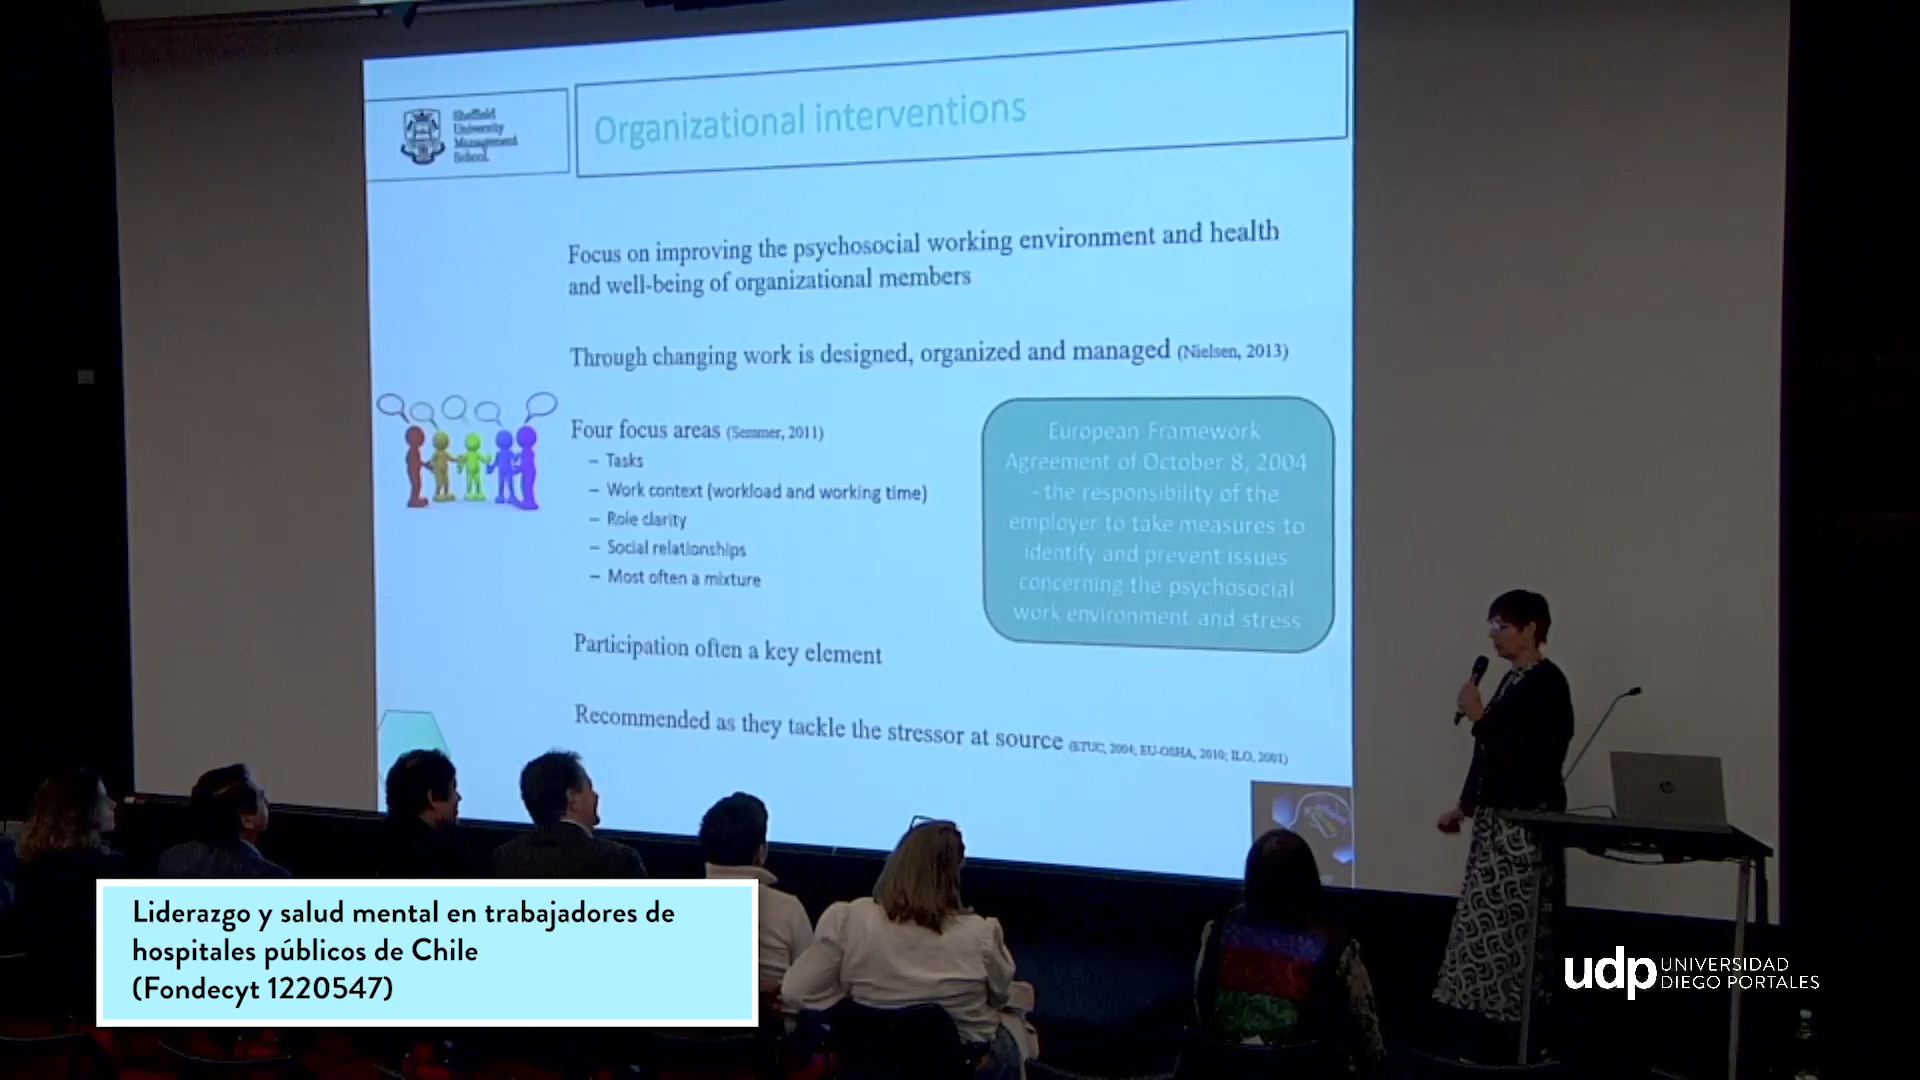 Sheffield
University
Management
School.
Organizational interventions
Focus on improving the psychosocial working environment and health
and well-being of organizational members
Through changing work is designed, organized and managed (Nielsen, 2013)
Four focus areas (Semmer, 2011)
– Tasks
– Work context (workload and working time)
– Role clarity
– Social relationships
– Most often a mixture
European Framework
Agreement of October 8, 2004
- the responsibility of the
employer to take measures to
identify and prevent issues
concerning the psychosocial
work environment and stress
Participation often a key element
Recommended as they tackle the stressor at source (ETUC, 2004; EU-OSHA, 2010; ILO, 2001)
Liderazgo y salud mental en trabajadores de
hospitales públicos de Chile
(Fondecyt 1220547)
udp UNIVERSIDAD
DIEGO PORTALES
hp